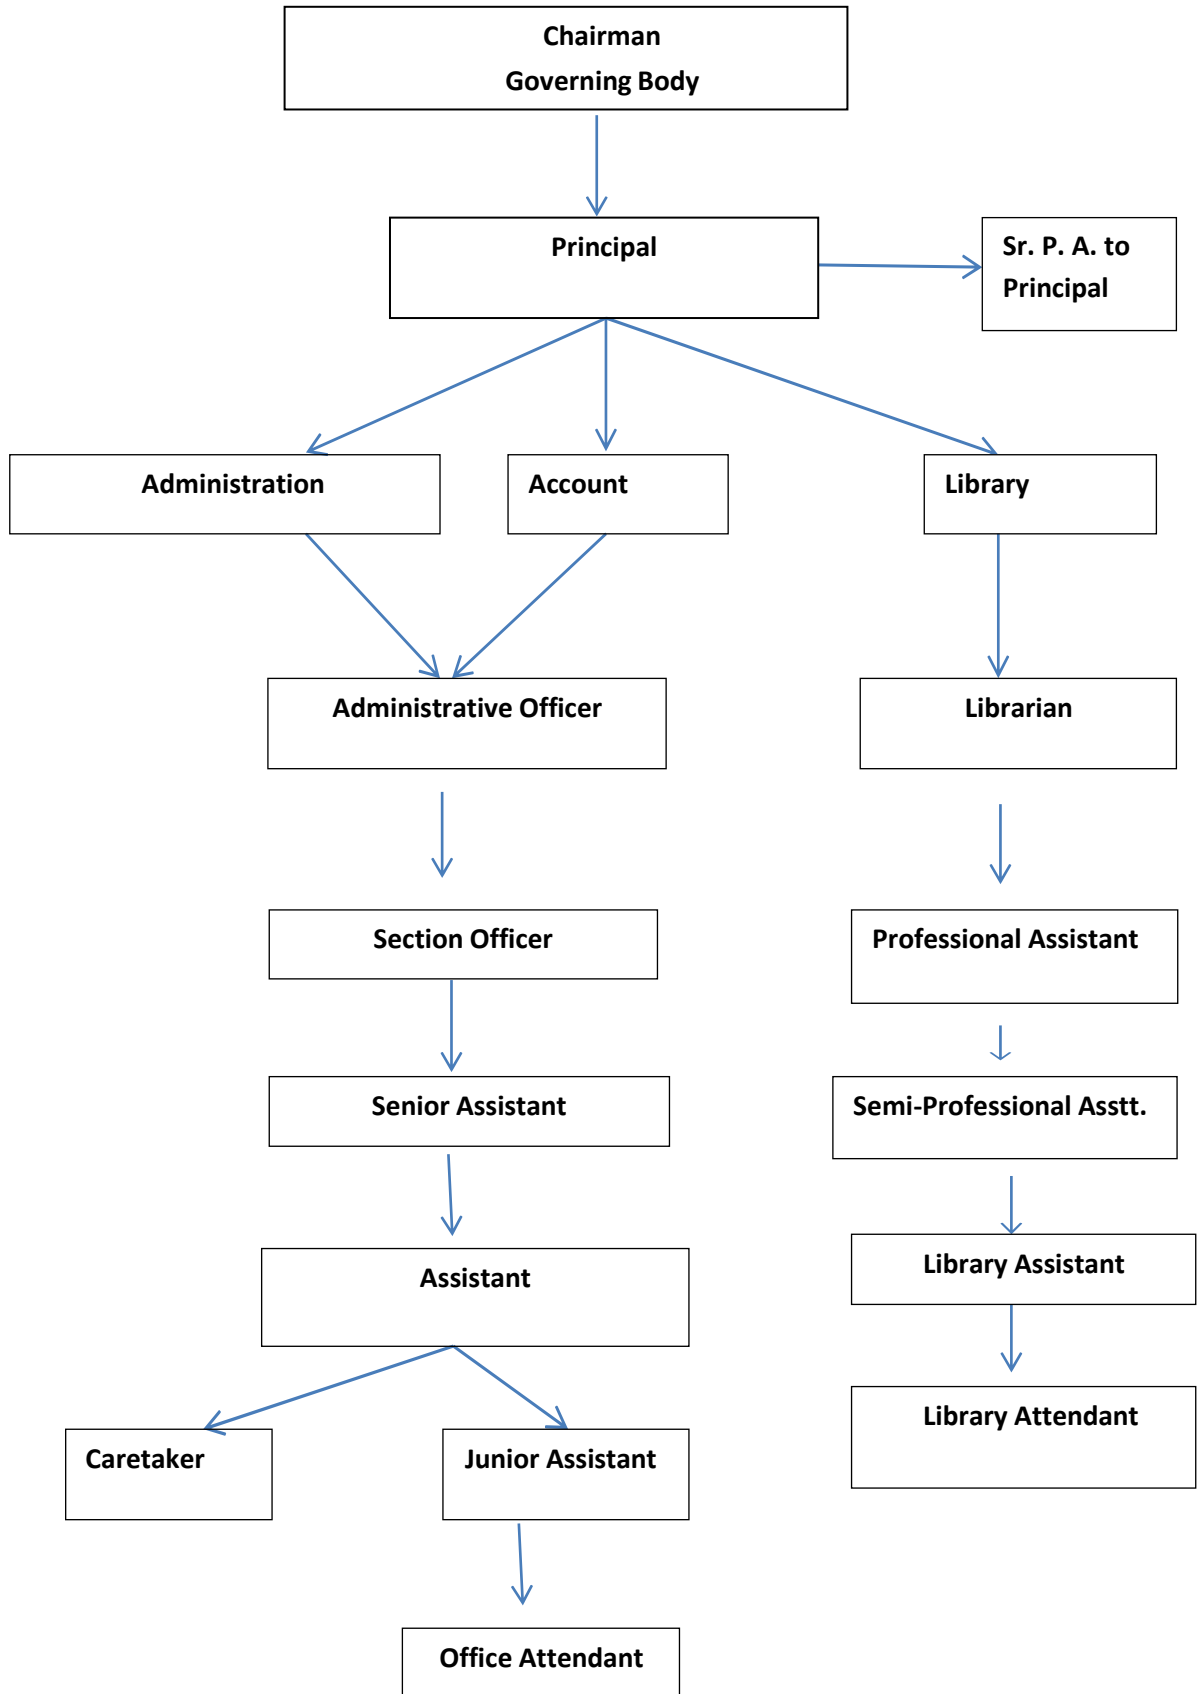 Chairman
Governing Body
Principal
Sr. P. A. to
Principal
Administration
Account
Library
Administrative Officer
Librarian
Section Officer
Professional Assistant
Senior Assistant
Semi-Professional Asstt.
Assistant
Library Assistant
Library Attendant
Caretaker
Junior Assistant
Office Attendant